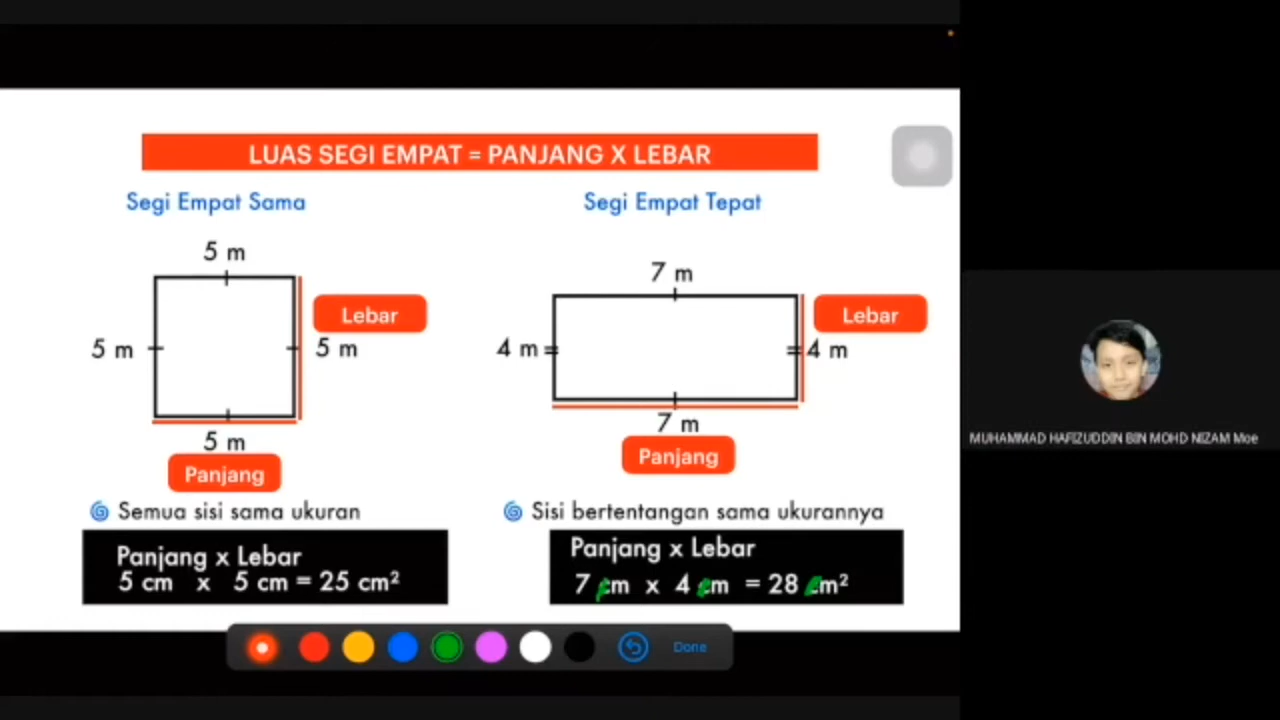 LUAS SEGI EMPAT = PANJANG X LEBAR
Segi Empat Sama
5 m
5 m
Lebar
5 m
5 m
Panjang
Semua sisi sama ukuran
Panjang x Lebar
5 cm x 5 cm = 25 cm²
Segi Empat Tepat
7 m
4 m
Lebar
4 m
7 m
Panjang
Sisi bertentangan sama ukurannya
Panjang x Lebar
7 cm x 4 cm = 28 cm²
Done
MUHAMMAD HAFIZUDDIN BIN MOHD NIZAM Moe